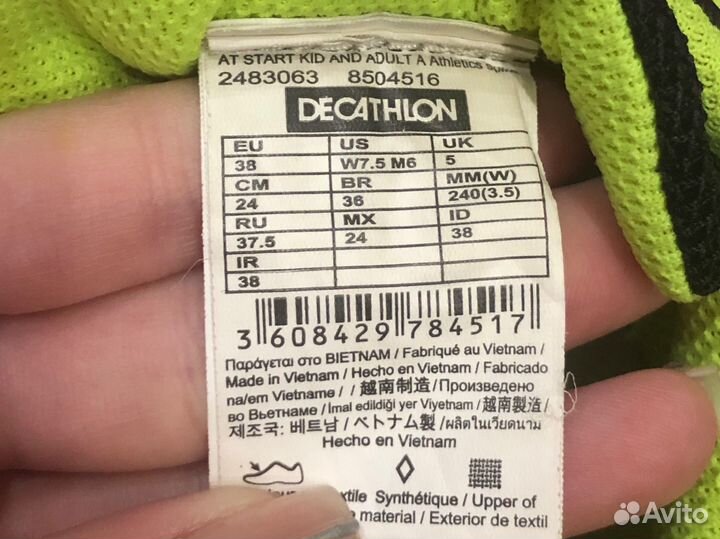 AT START KID AND ADULT A Athletics
2483063 8504516
DECATHLON
EU US UK
38 W7.5 M6 5
CM BR MM(W)
24 36 240(3.5)
RU MX ID
37.5 24 38
IR
38
3 608429 784517
Παράγεται στο ΒΙΕΤΝΑΜ / Fabriqué au Vietnam /
Made in Vietnam / Hecho en Vietnam / Fabricado
na/em Vietname / / 越南制造 / Произведено
во Вьетнаме / İmal edildiği yer Viyetnam / 越南製造 /
제조국: 베트남 / ベトナム製 / ผลิตในเวียดนาม
Hecho en Vietnam
Synthétique / Upper of
material / Exterior de textil
Avito